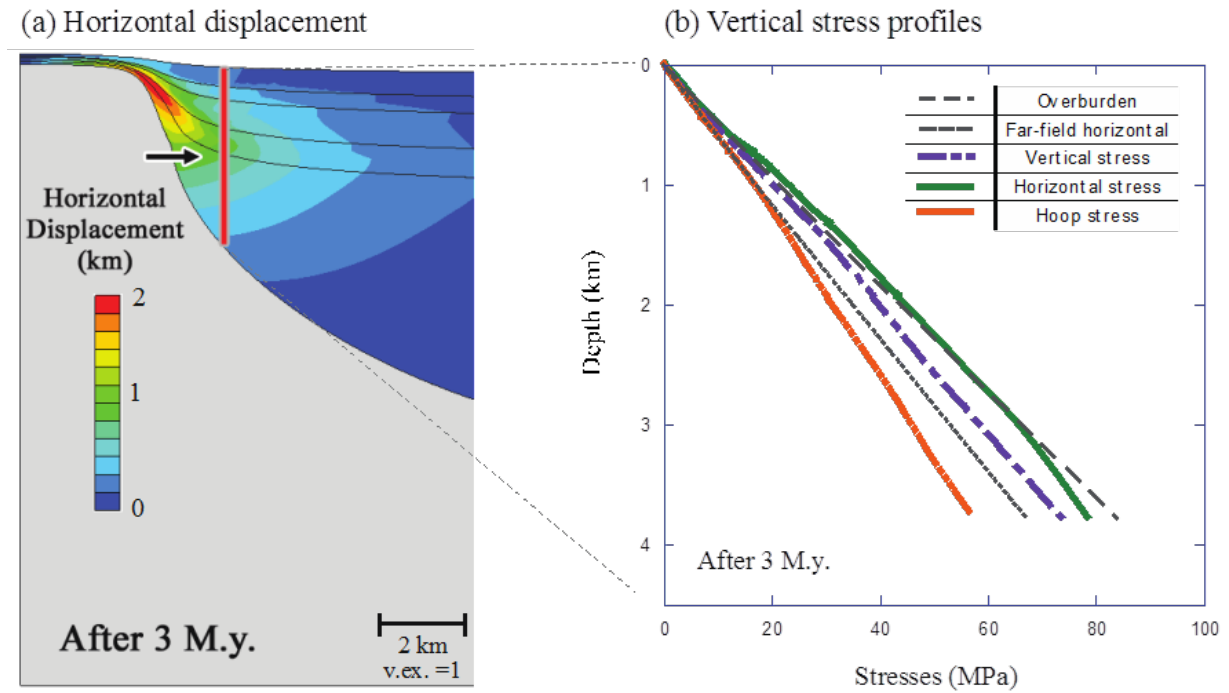 (a) Horizontal displacement
Horizontal
Displacement
(km)
2
1
0
After 3 M.y.
2 km
v.ex. =1
(b) Vertical stress profiles
0
1
2
3
4
Depth (km)
Overburden
Far-field horizontal
Vertical stress
Horizontal stress
Hoop stress
After 3 M.y.
0 20 40 60 80 100
Stresses (MPa)